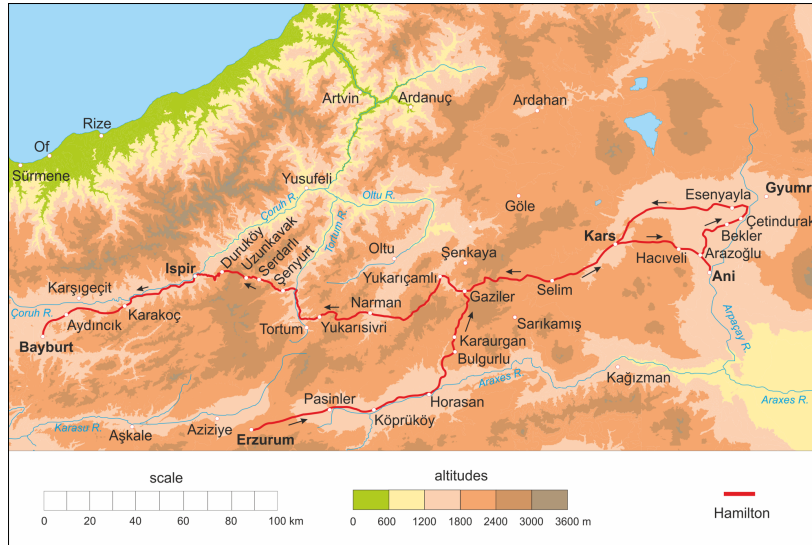 Artvin
Ardanuç
Ardahan
Rize
Of
Sürmene
Yusufeli
Çoruh R.
Oltu R.
Tortum R.
Göle
Esenyayla
Gyumri
Çetindurak
Bekler
Kars
Hacıveli
Arazoğlu
Ani
Duruköy
Uzunkavak
Serdarlı
Şenyurt
Oltu
Şenkaya
Ispir
Yukarıçamlı
Karşıgeçit
Gaziler
Selim
Narman
Arpaçay R.
Çoruh R.
Aydıncık
Karakoç
Tortum
Yukarısivri
Sarıkamış
Bayburt
Karaurgan
Bulgurlu
Kağızman
Araxes R.
Araxes R.
Pasinler
Horasan
Köprüköy
Karasu R.
Aşkale
Aziziye
Erzurum
scale
0 20 40 60 80 100 km
altitudes
0 600 1200 1800 2400 3000 3600 m
Hamilton